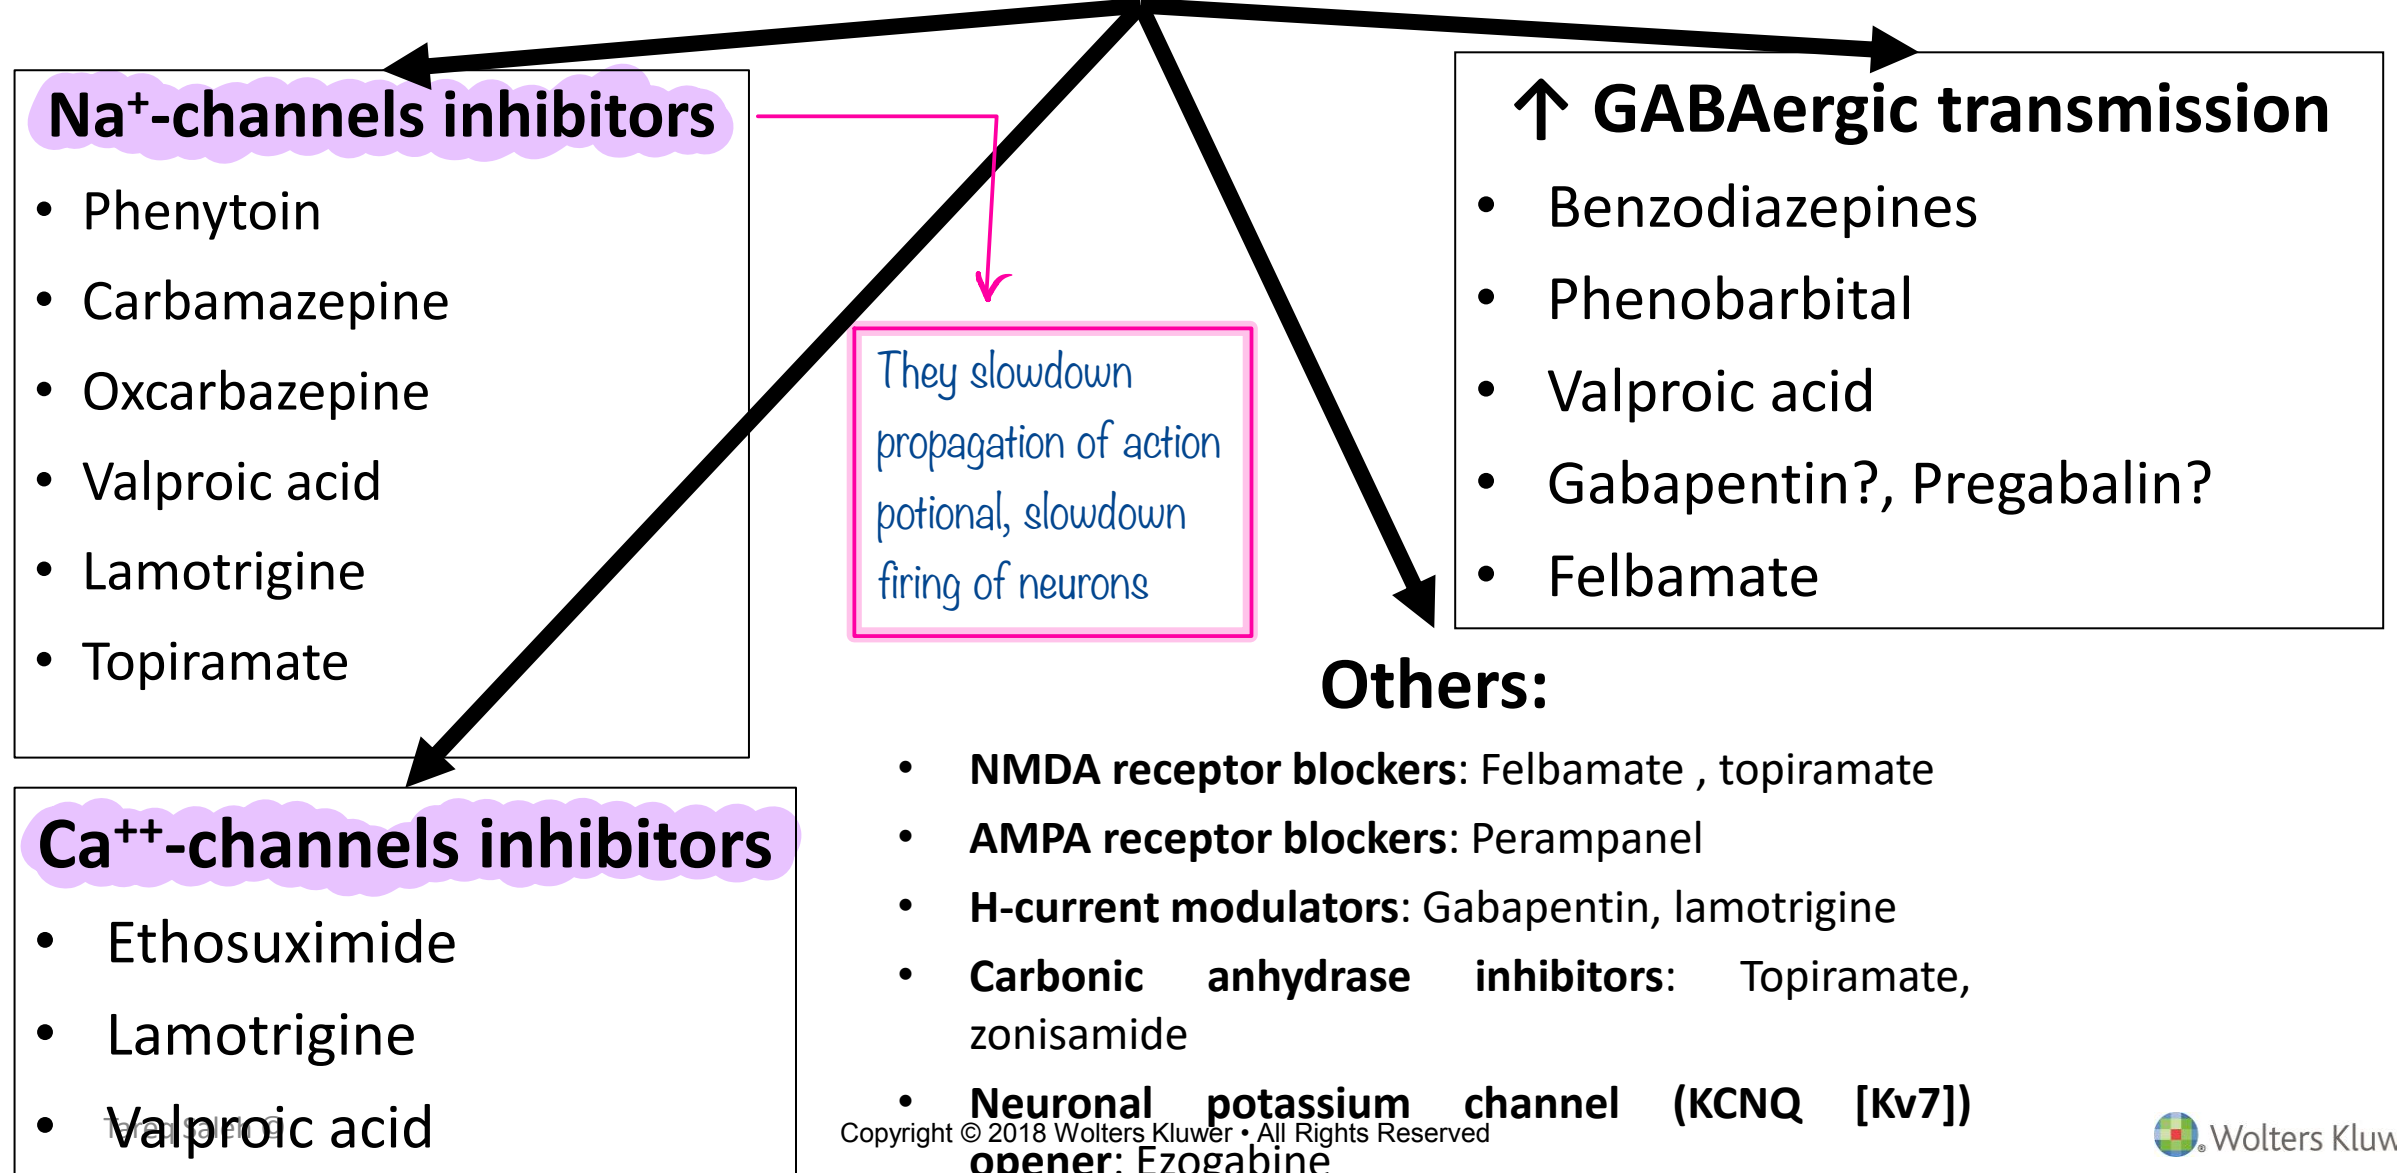 Na⁺-channels inhibitors
• Phenytoin
• Carbamazepine
• Oxcarbazepine
• Valproic acid
• Lamotrigine
• Topiramate
They slowdown
propagation of action
potional, slowdown
firing of neurons
↑ GABAergic transmission
• Benzodiazepines
• Phenobarbital
• Valproic acid
• Gabapentin?, Pregabalin?
• Felbamate
Ca⁺⁺-channels inhibitors
• Ethosuximide
• Lamotrigine
• Valproic acid
Others:
• NMDA receptor blockers: Felbamate , topiramate
• AMPA receptor blockers: Perampanel
• H-current modulators: Gabapentin, lamotrigine
• Carbonic anhydrase inhibitors: Topiramate,
zonisamide
• Neuronal potassium channel (KCNQ [Kv7])
opener: Ezogabine
Tareq Saleh ©
Copyright © 2018 Wolters Kluwer • All Rights Reserved
Wolters Kluw